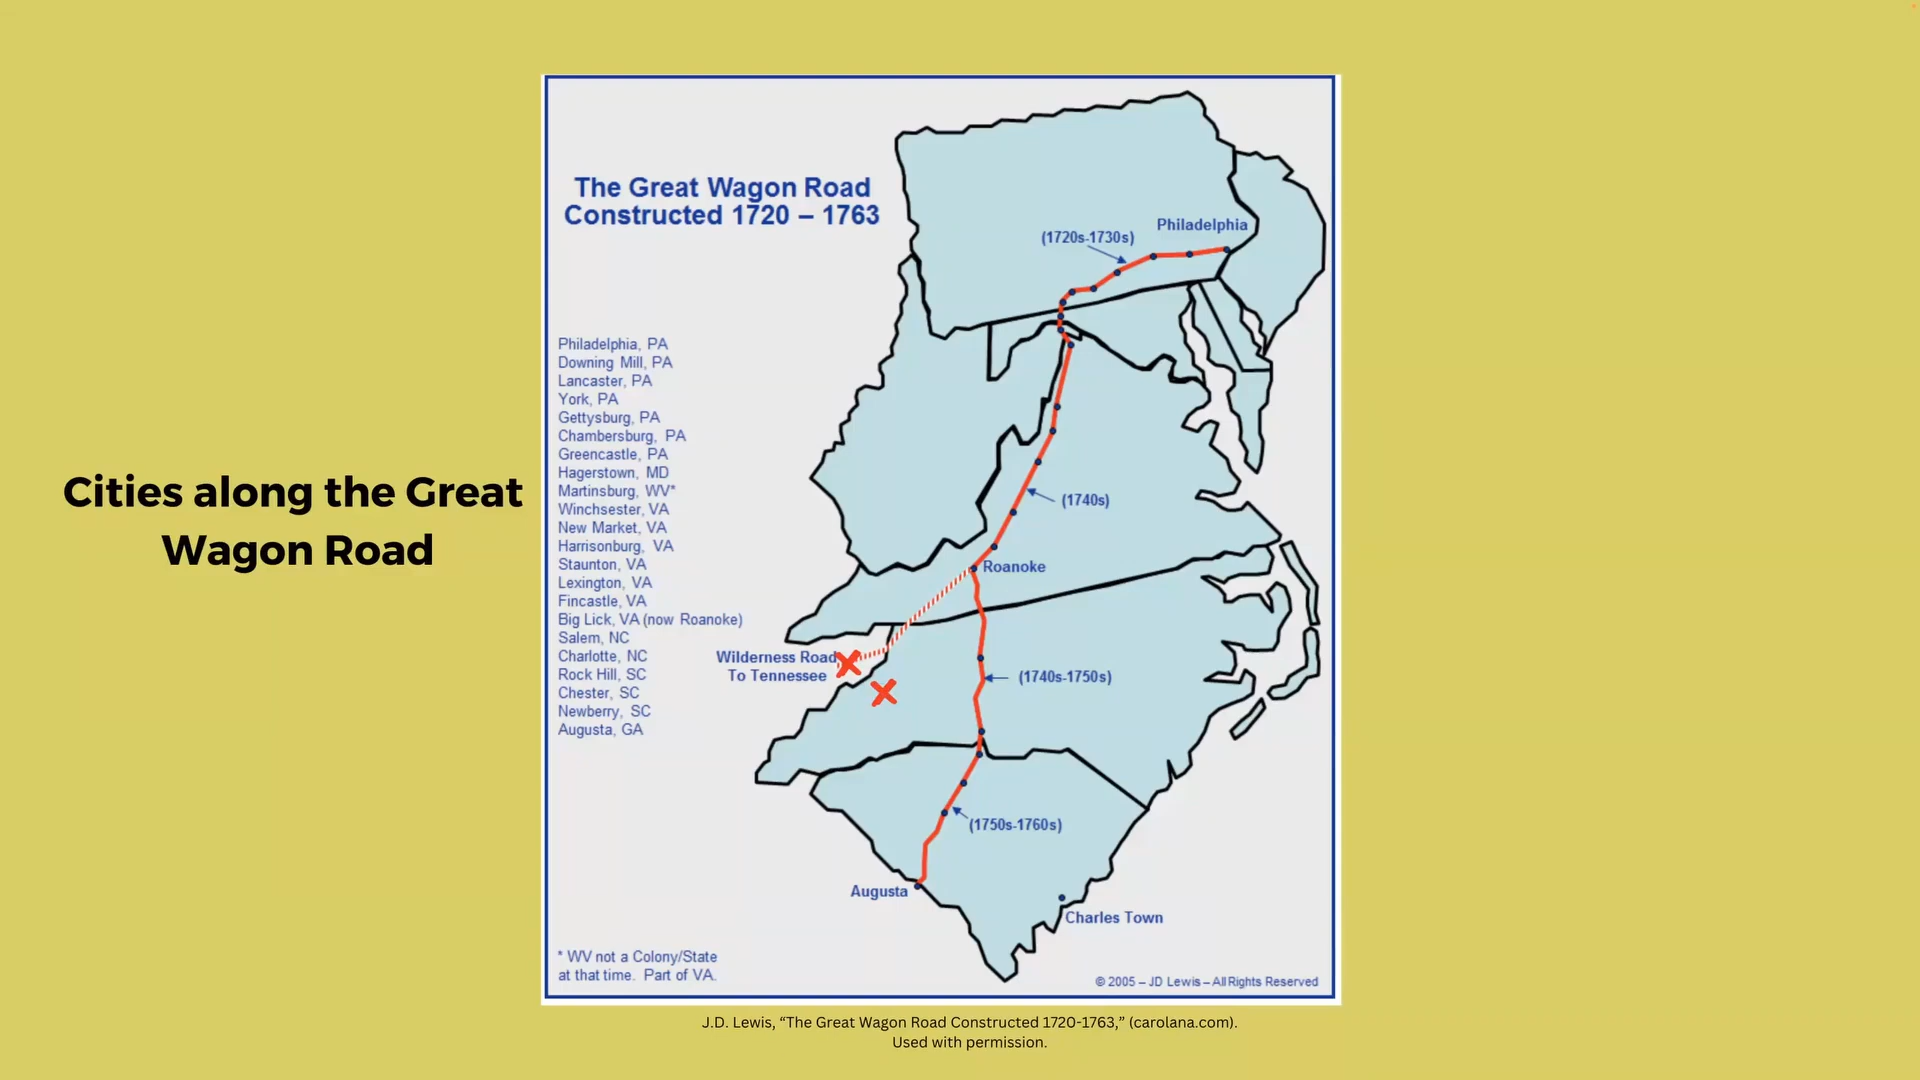 Cities along the Great
Wagon Road
The Great Wagon Road
Constructed 1720 – 1763
Philadelphia, PA
Downing Mill, PA
Lancaster, PA
York, PA
Gettysburg, PA
Chambersburg, PA
Greencastle, PA
Hagerstown, MD
Martinsburg, WV*
Winchsester, VA
New Market, VA
Harrisonburg, VA
Staunton, VA
Lexington, VA
Fincastle, VA
Big Lick, VA (now Roanoke)
Salem, NC
Charlotte, NC
Rock Hill, SC
Chester, SC
Newberry, SC
Augusta, GA
Philadelphia
(1720s-1730s)
(1740s)
Roanoke
Wilderness Road
To Tennessee
(1740s-1750s)
(1750s-1760s)
Augusta
Charles Town
* WV not a Colony/State
at that time. Part of VA.
© 2005 – JD Lewis – All Rights Reserved
J.D. Lewis, “The Great Wagon Road Constructed 1720-1763,” (carolana.com).
Used with permission.